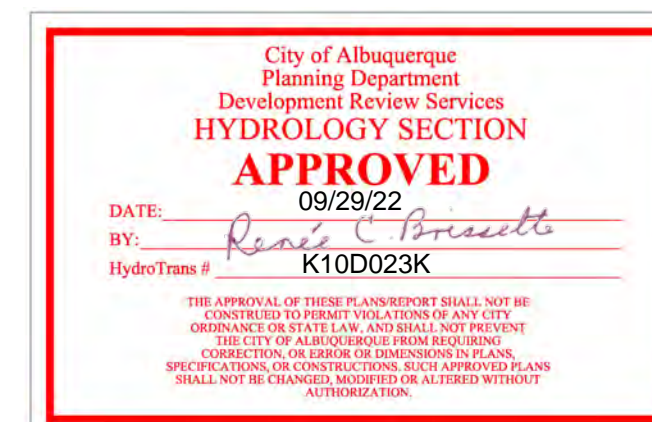 City of Albuquerque
Planning Department
Development Review Services
HYDROLOGY SECTION
APPROVED
DATE: 09/29/22
BY: Renée C. Brissette
HydroTrans # K10D023K
THE APPROVAL OF THESE PLANS/REPORT SHALL NOT BE
CONSTRUED TO PERMIT VIOLATIONS OF ANY CITY
ORDINANCE OR STATE LAW, AND SHALL NOT PREVENT
THE CITY OF ALBUQUERQUE FROM REQUIRING
CORRECTION, OR ERROR OR DIMENSIONS IN PLANS,
SPECIFICATIONS, OR CONSTRUCTIONS. SUCH APPROVED PLANS
SHALL NOT BE CHANGED, MODIFIED OR ALTERED WITHOUT
AUTHORIZATION.